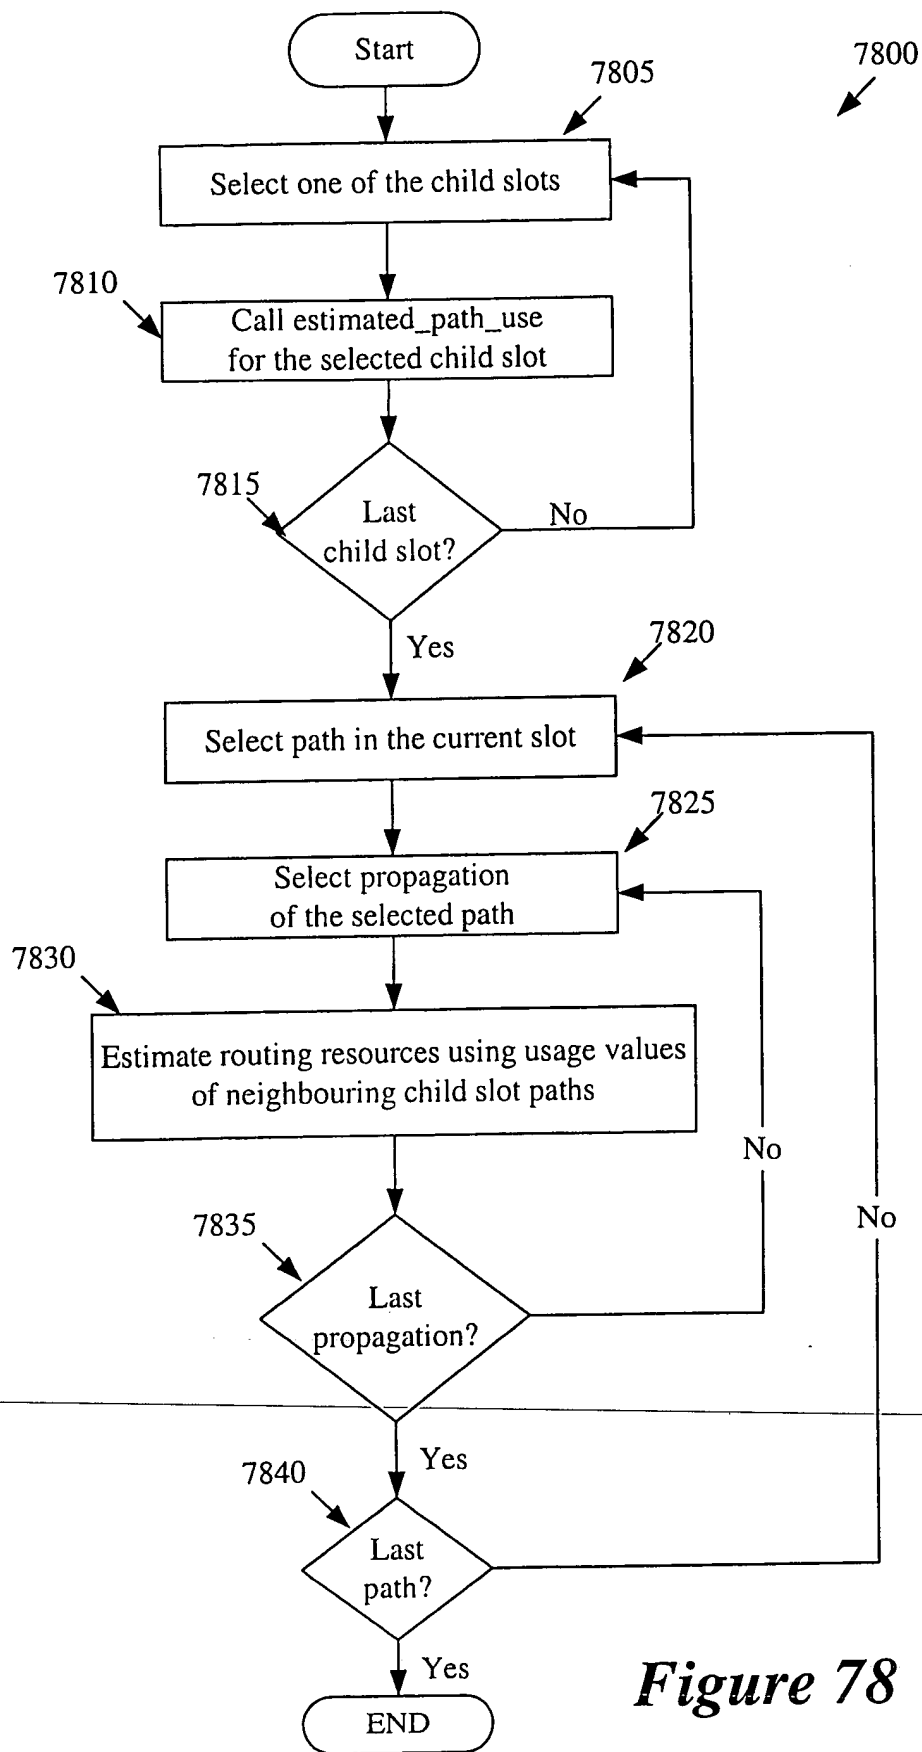 Start
7800
7805
Select one of the child slots
7810
Call estimated_path_use
for the selected child slot
7815
Last
child slot?
No
Yes
7820
Select path in the current slot
7825
Select propagation
of the selected path
7830
Estimate routing resources using usage values
of neighbouring child slot paths
No
No
7835
Last
propagation?
Yes
7840
Last
path?
Yes
END
Figure 78